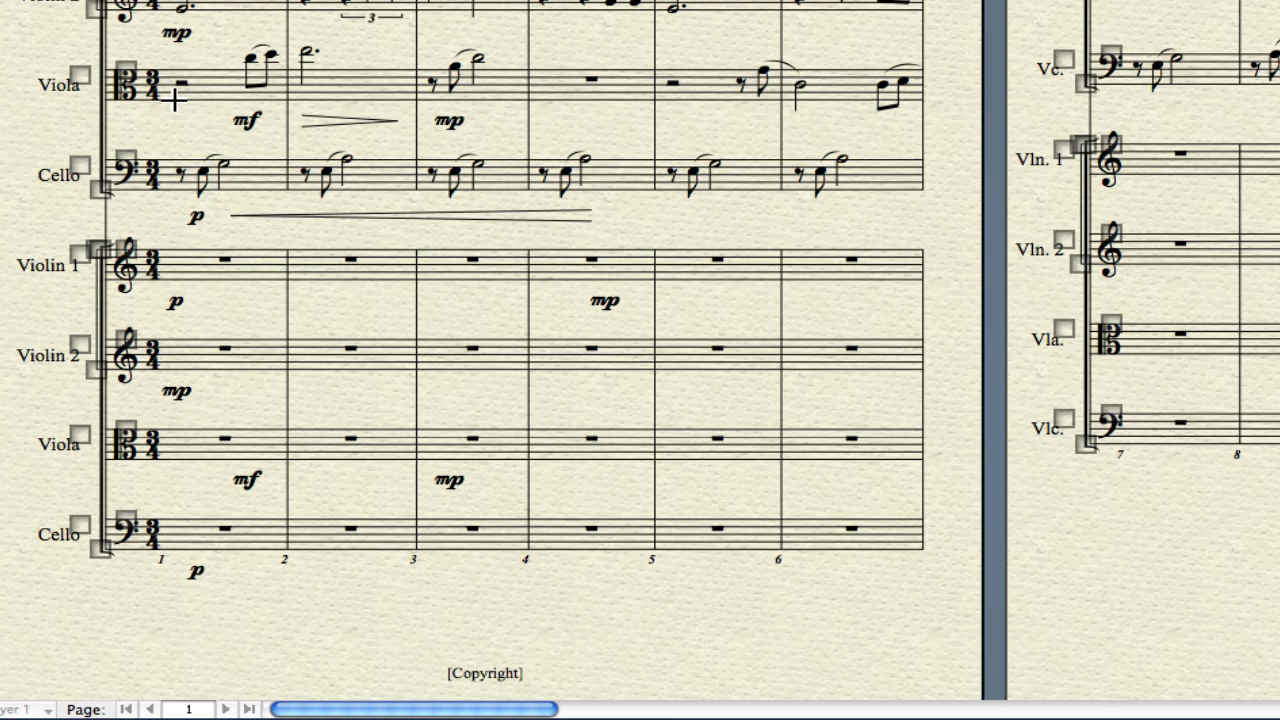 3
mp
Viola
mf
mp
Cello
p
Violin 1
p
mp
Violin 2
mp
Viola
mf
mp
Cello
1
2
3
4
5
6
p
[Copyright]
Vc.
Vln. 1
Vln. 2
Vla.
Vlc.
7
8
Page:
1